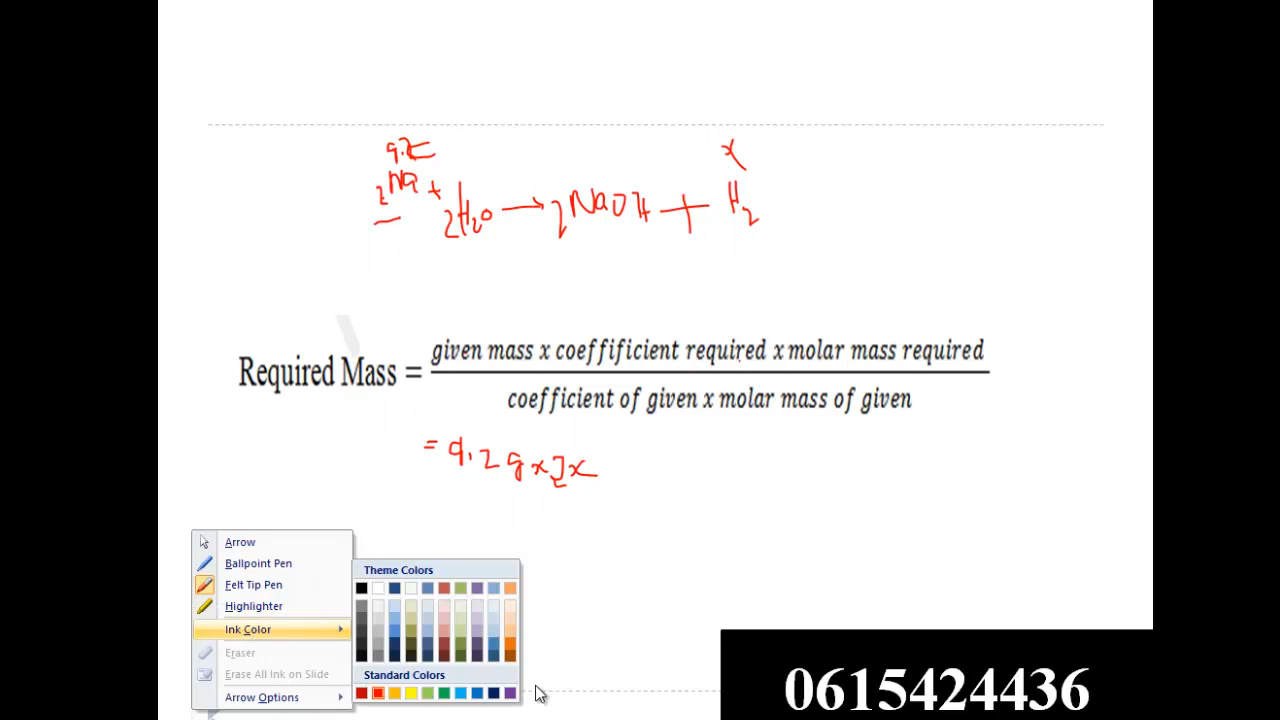 9.2
x
2Na + 2H₂O → 2NaOH + H₂
Required Mass = given mass x coeffificient required x molar mass required
coefficient of given x molar mass of given
= 9.2 g x 2 x
Arrow
Ballpoint Pen
Felt Tip Pen
Highlighter
Ink Color
Eraser
Erase All Ink on Slide
Arrow Options
Theme Colors
Standard Colors
0615424436